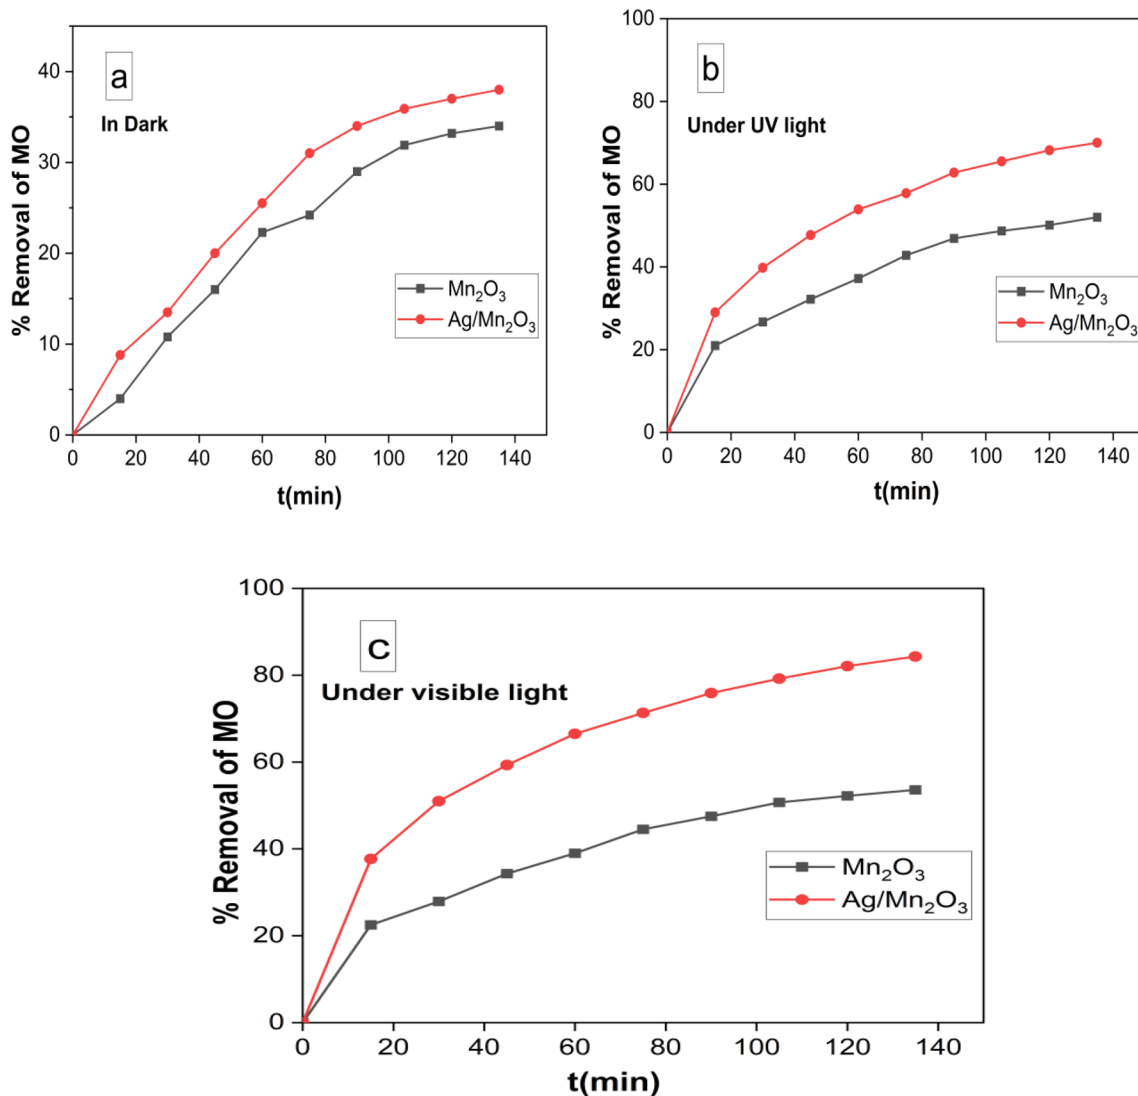 a
In Dark
% Removal of MO
40
30
20
10
0
Mn₂O₃
Ag/Mn₂O₃
0 20 40 60 80 100 120 140
t(min)
b
Under UV light
% Removal of MO
100
80
60
40
20
0
Mn₂O₃
Ag/Mn₂O₃
0 20 40 60 80 100 120 140
t(min)
c
Under visible light
% Removal of MO
100
80
60
40
20
0
Mn₂O₃
Ag/Mn₂O₃
0 20 40 60 80 100 120 140
t(min)